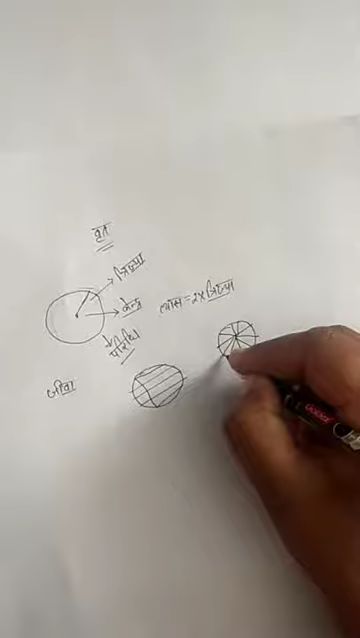 वृत
त्रिज्या
केन्द्र
व्यास = 2 x त्रिज्या
परिधि
जीवा